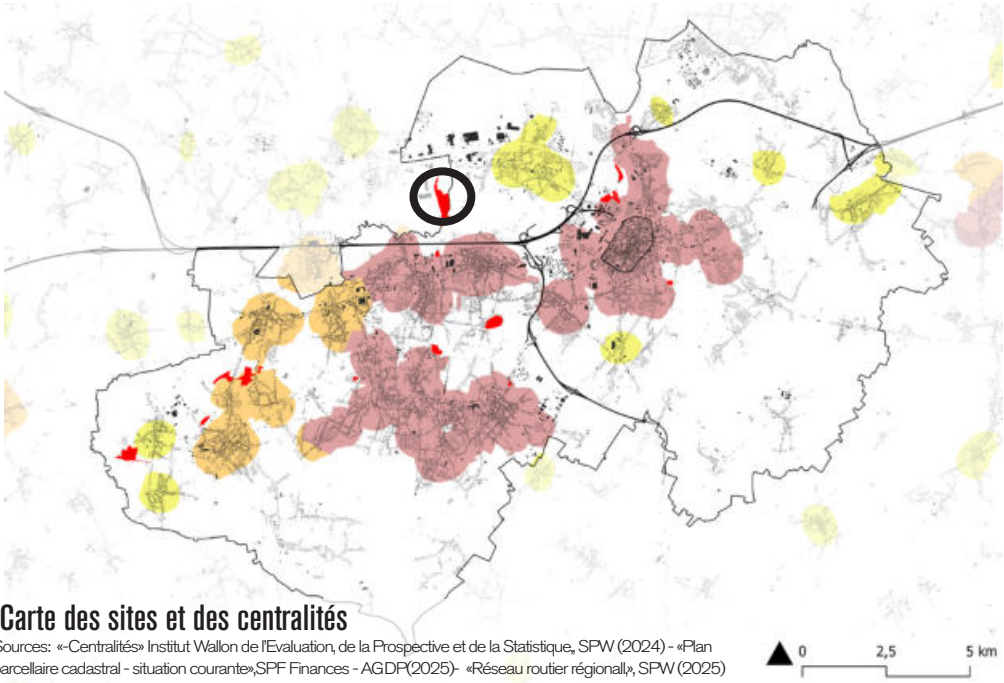 Carte des sites et des centralités
Sources: «-Centralités» Institut Wallon de l'Evaluation, de la Prospective et de la Statistique,, SPW (2024) - «Plan
parcellaire cadastral - situation courante»,SPF Finances - AGDP(2025)- «Réseau routier régional,», SPW (2025)
0 2,5 5 km